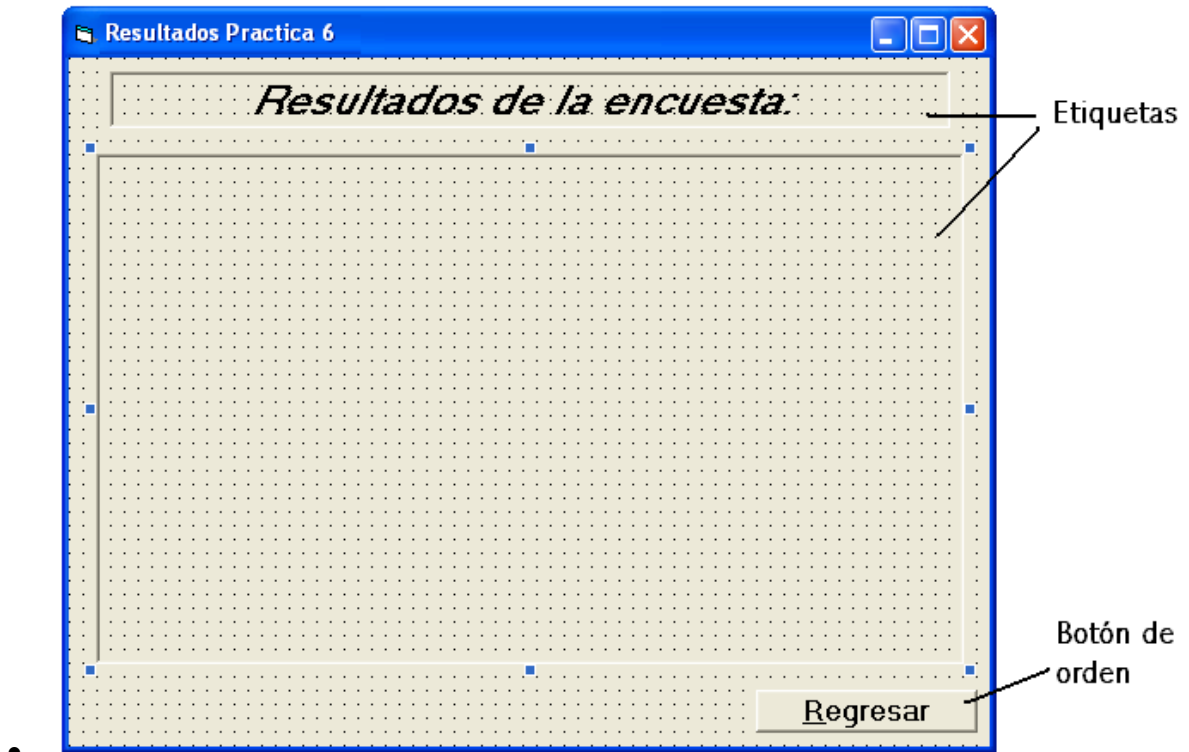 Resultados Practica 6
Resultados de la encuesta:
Etiquetas
Botón de
orden
Regresar